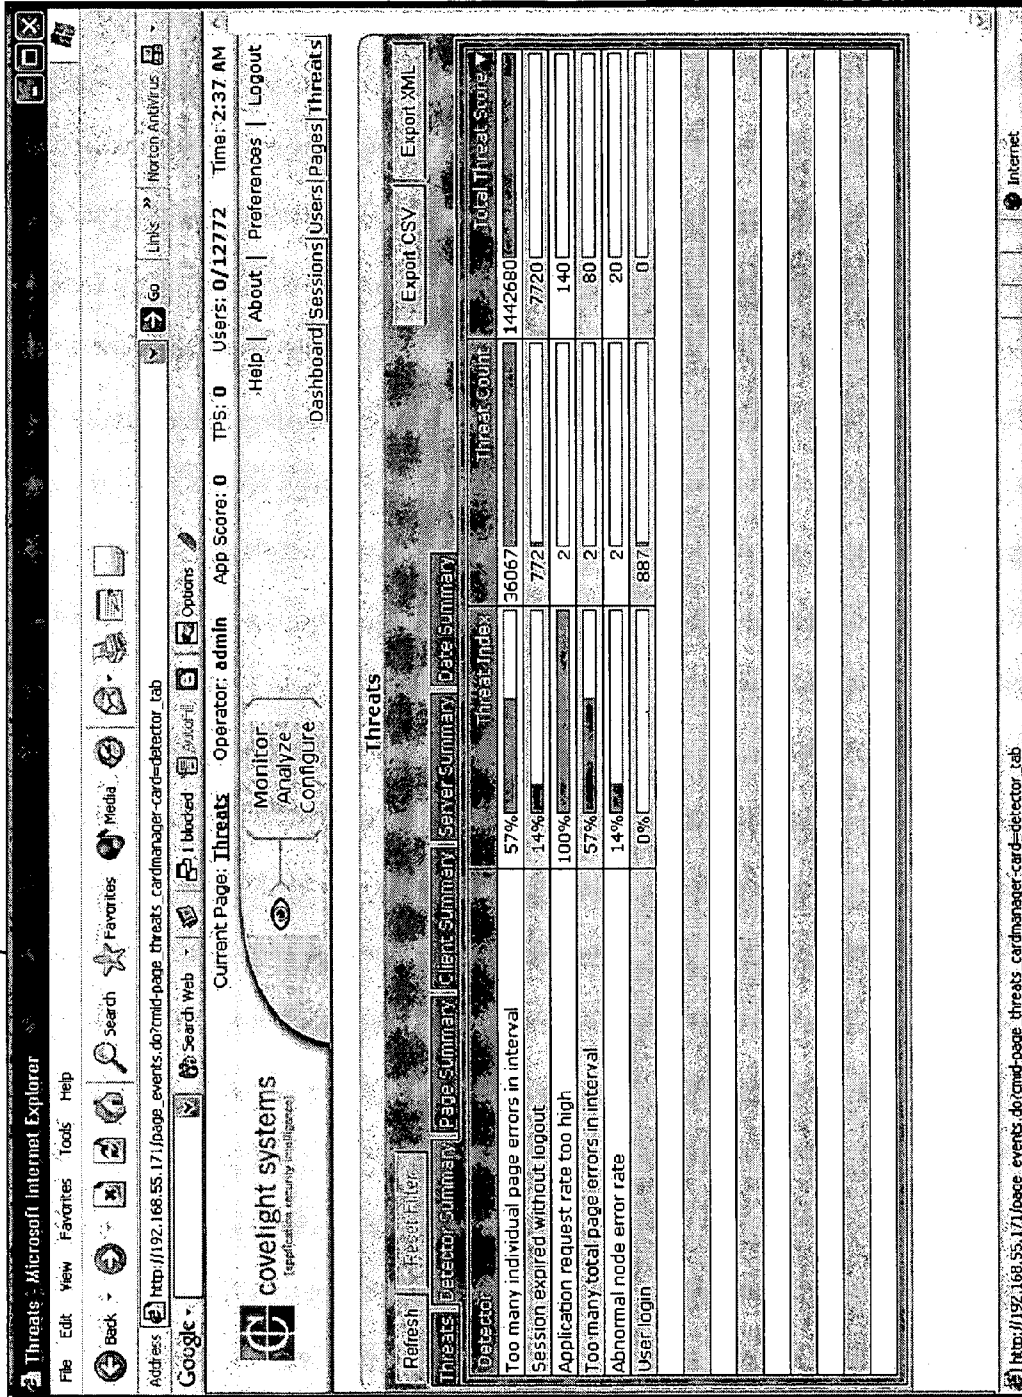 Threats - Microsoft Internet Explorer
File Edit View Favorites Tools Help
Back Search Favorites Media
Address http://192.168.55.171/page_events.do?cmid-page_threats_cardmanager-card=detector_tab Go Links » Norton Antivirus
Google Search Web 1 blocked AutoFill Options
Current Page: Threats Operator: admin App Score: 0 TPS: 0 Users: 0/12772 Time: 2:37 AM
covelight systems
[application security intelligence]
Monitor
Analyze
Configure
Help | About | Preferences | Logout
Dashboard Sessions Users Pages Threats
Threats
Refresh Reset Filter Export CSV Export XML
Threats Detector Summary Page Summary Client Summary Server Summary Date Summary
Detector Threat Index Threat Count Total Threat Score
Too many individual page errors in interval 57% 36067 1442680
Session expired without logout 14% 772 7720
Application request rate too high 100% 2 140
Too many total page errors in interval 57% 2 80
Abnormal node error rate 14% 2 20
User login 0% 887 0
http://192.168.55.171/page_events.do?cmid-page_threats_cardmanager-card=detector_tab Internet